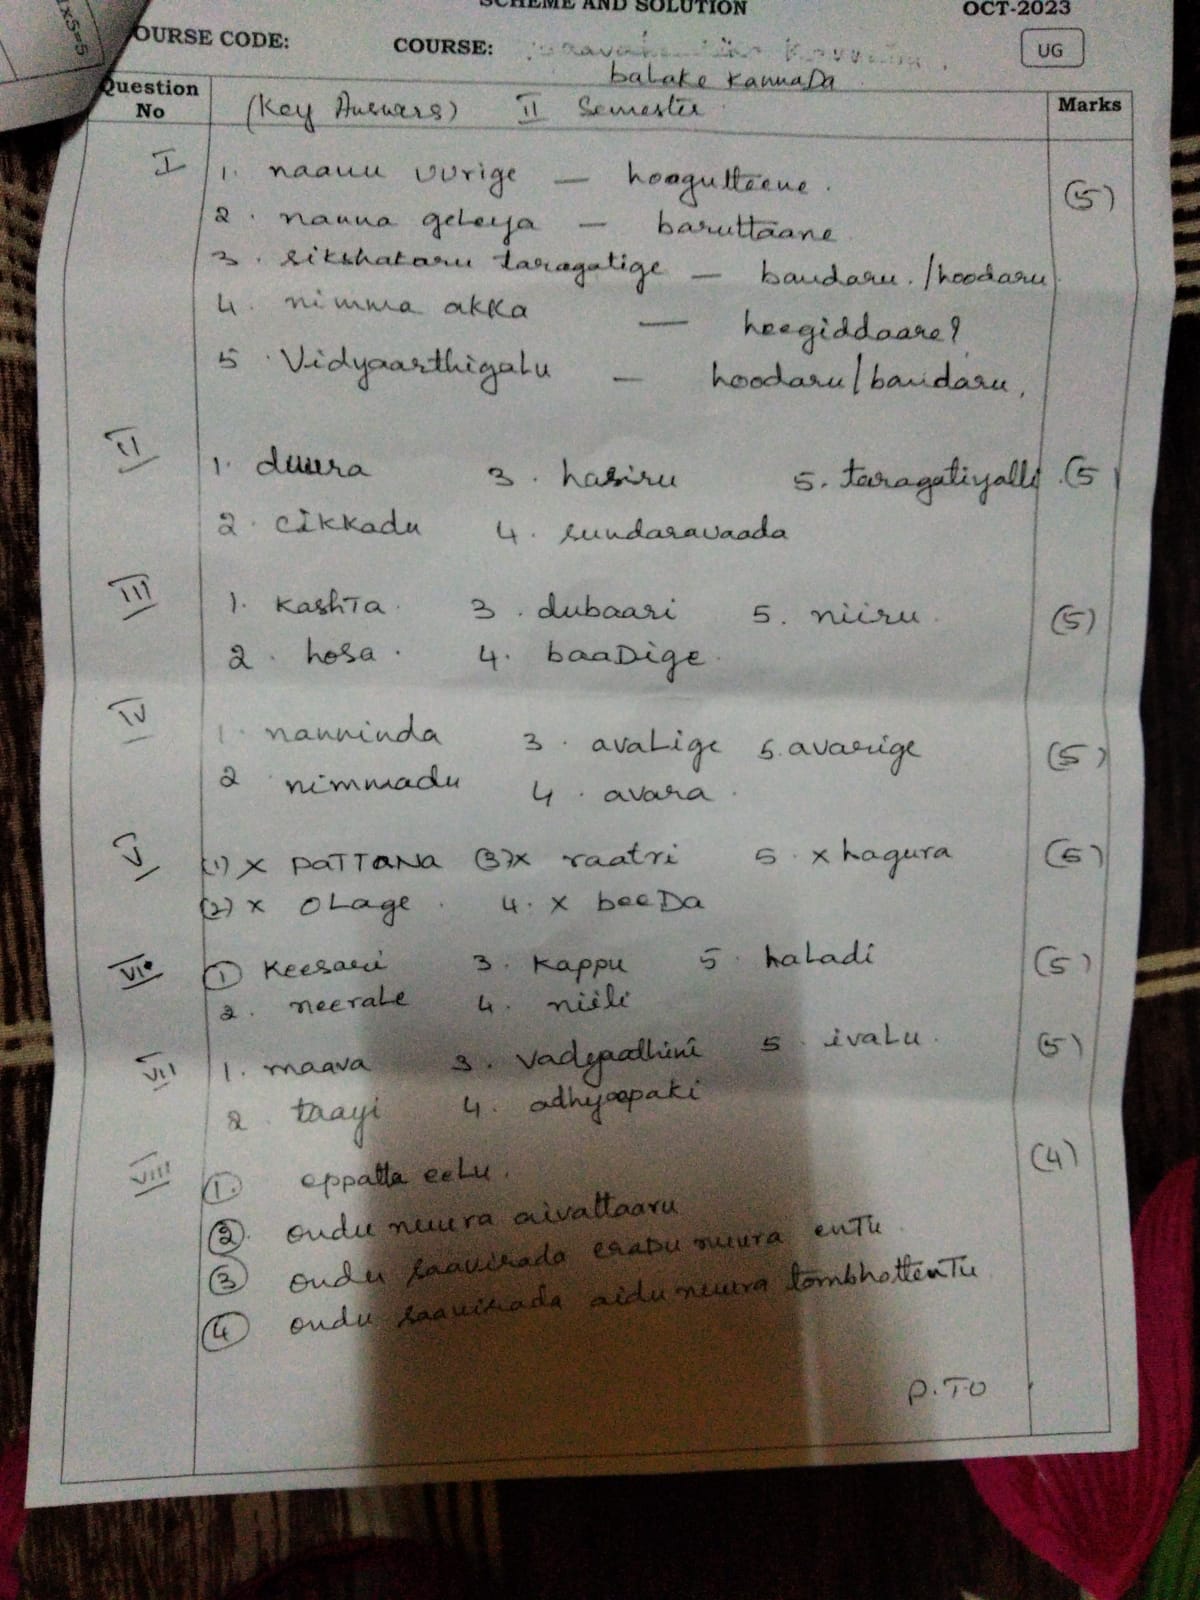 SCHEME AND SOLUTION OCT-2023
1x5=5
OURSE CODE: COURSE: UG
balake kannaDa
Question No (Key Answers) II Semester Marks
I 1. naanu uurige — hoogutteene. (5)
2. nanna geleya — baruttaane
3. sikshakaru taragatige — bandaru. /hoodaru
4. nimma akka — heegiddaare?
5. Vidyaarthigalu — hoodaru/bandaru.
II 1. duura 3. hasiru 5. taragatiyalli (5
2. cikkadu 4. sundaravaada
III 1. kashTa. 3. dubaari 5. niiru. (5)
2. hosa. 4. baaDige.
IV 1. nanninda 3. avaLige 5. avarige (5)
2 nimmadu 4. avara.
V (1) x paTTaNa (3) x raatri 5. x hagura (5)
(2) x OLage. 4. x beeDa
VI 1 keesari 3. kappu 5. haLadi (5)
2. neeraLe 4. niili
VII 1. maava 3. vadyaathini 5. ivaLu. (5)
2. taayi 4. adhyaapaki
VIII 1. eppatta eeLu. (4)
2. ondu nuura aivattaaru
3 ondu saavirada eraDu nuura enTu
4 ondu saavirada aidu nuura tombhattenTu
P.T.O